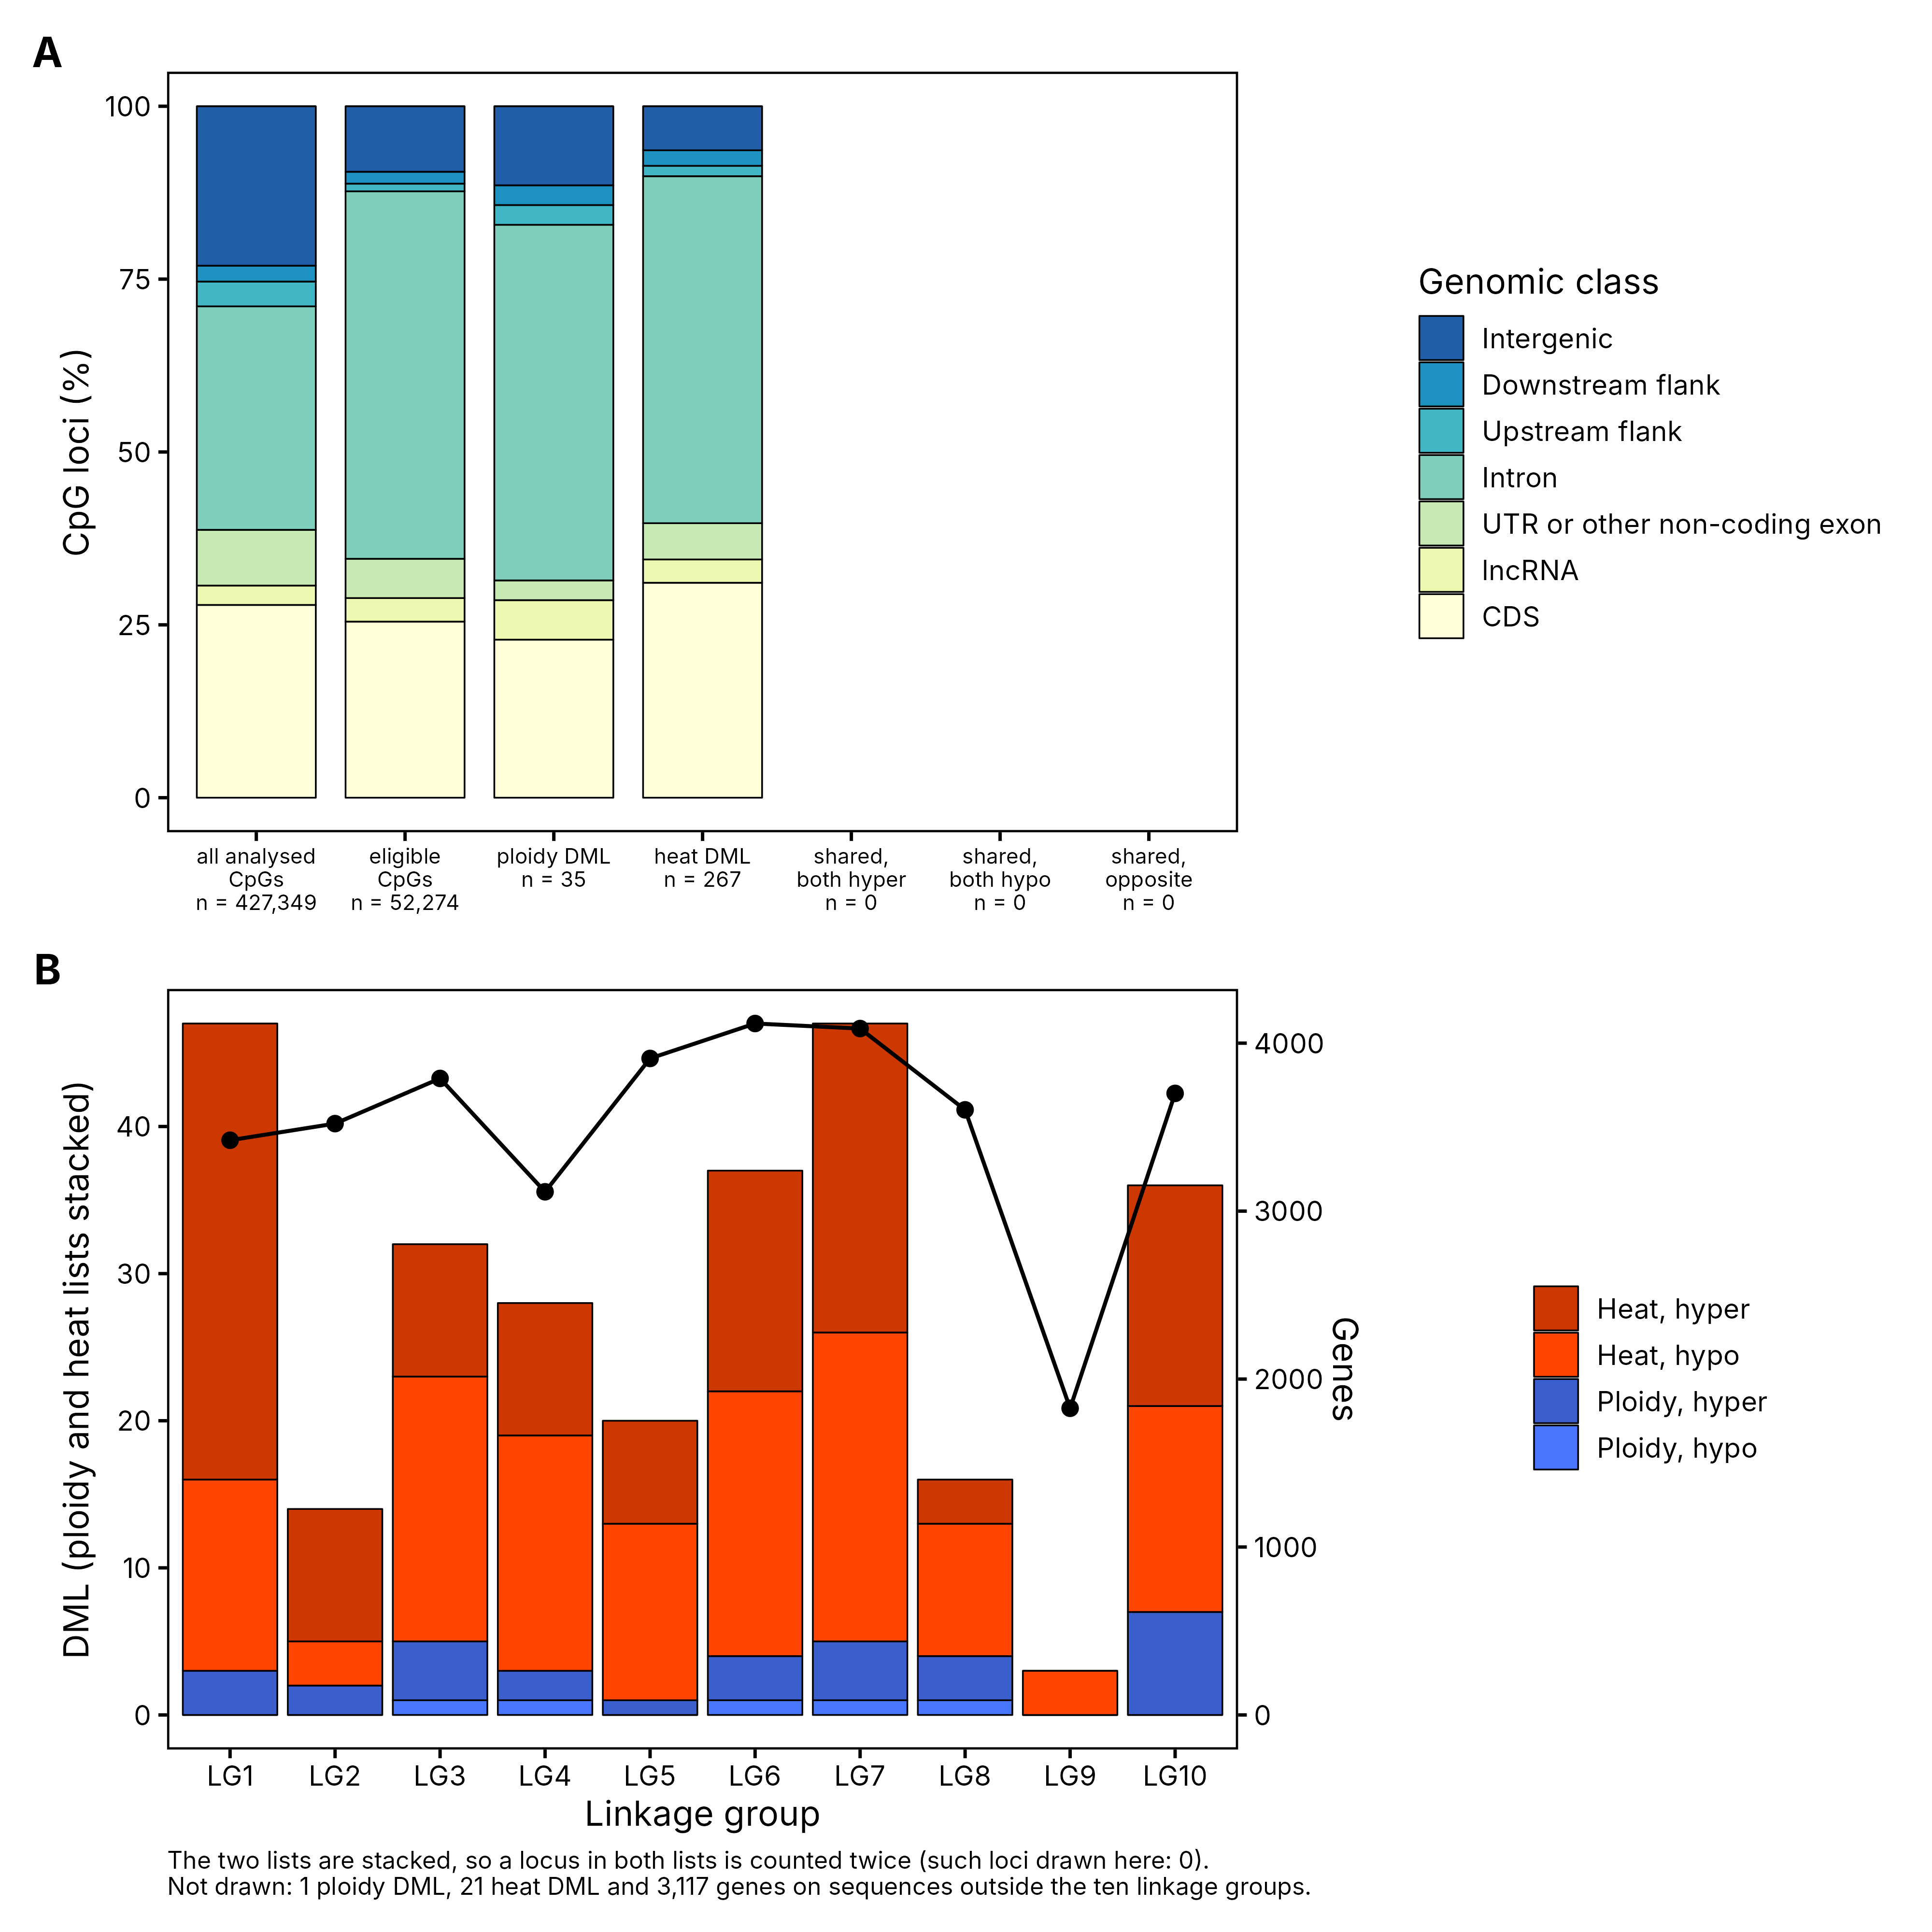 A
CpG loci (%)
100
75
50
25
0
all analysed
CpGs
n = 427,349
eligible
CpGs
n = 52,274
ploidy DML
n = 35
heat DML
n = 267
shared,
both hyper
n = 0
shared,
both hypo
n = 0
shared,
opposite
n = 0
Genomic class
Intergenic
Downstream flank
Upstream flank
Intron
UTR or other non-coding exon
lncRNA
CDS
B
DML (ploidy and heat lists stacked)
40
30
20
10
0
4000
3000
2000
1000
0
Genes
LG1
LG2
LG3
LG4
LG5
LG6
LG7
LG8
LG9
LG10
Linkage group
Heat, hyper
Heat, hypo
Ploidy, hyper
Ploidy, hypo
The two lists are stacked, so a locus in both lists is counted twice (such loci drawn here: 0).
Not drawn: 1 ploidy DML, 21 heat DML and 3,117 genes on sequences outside the ten linkage groups.